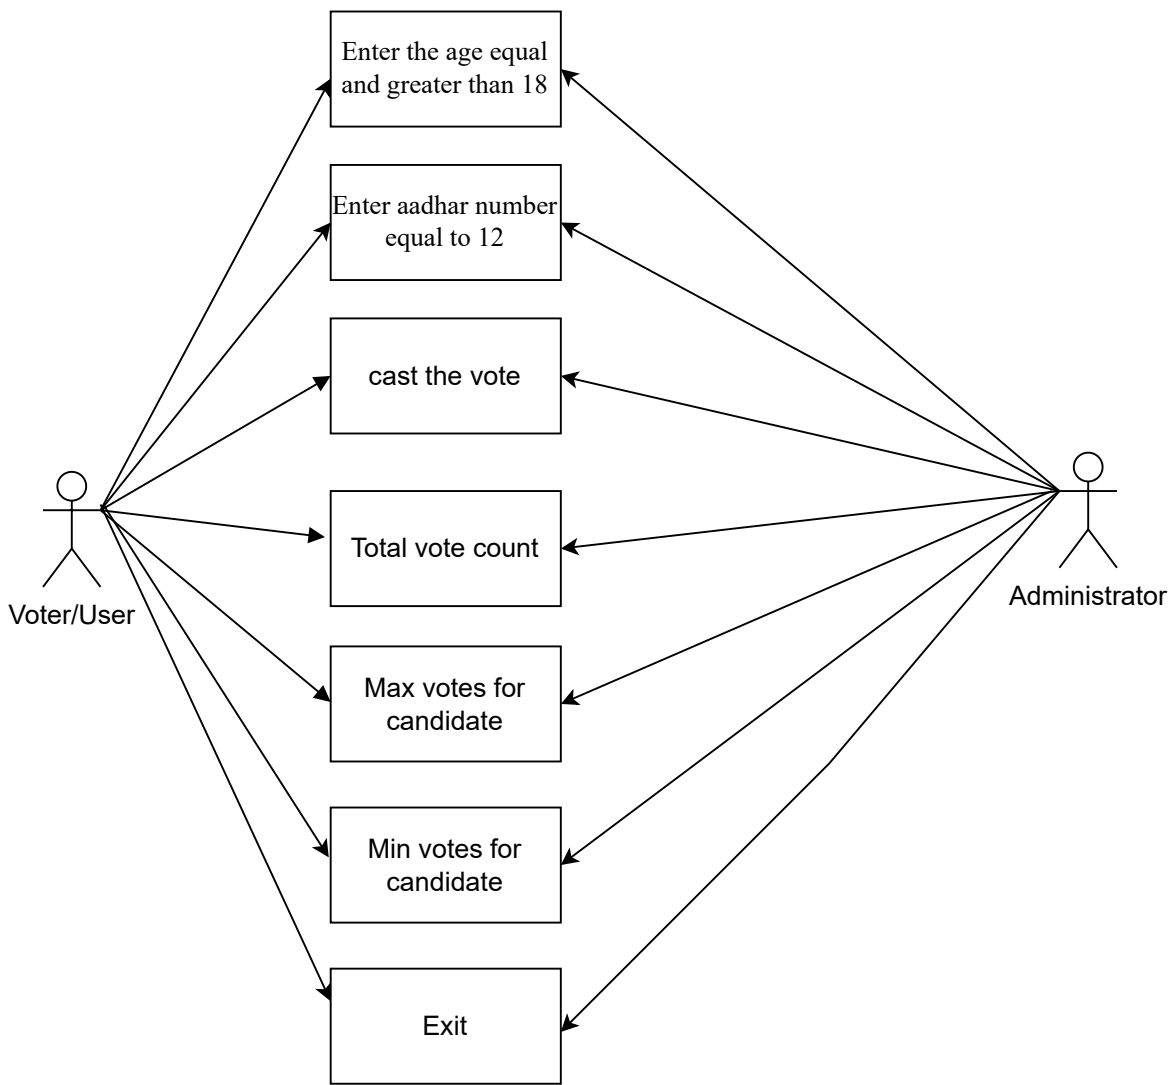 Enter the age equal
and greater than 18
Enter aadhar number
equal to 12
cast the vote
Total vote count
Voter/User
Administrator
Max votes for
candidate
Min votes for
candidate
Exit